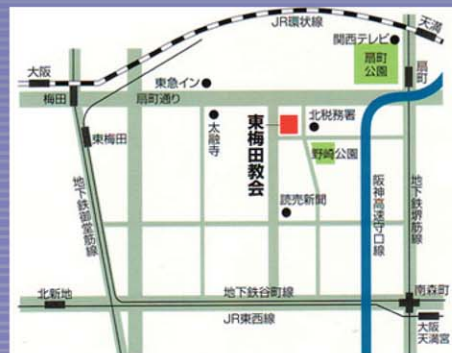 JR環状線
天満
関西テレビ
扇町公園
扇町
大阪
東急イン
梅田
扇町通り
北税務署
太融寺
東梅田
東梅田教会
野崎公園
読売新聞
地下鉄御堂筋線
阪神高速守口線
地下鉄堺筋線
北新地
地下鉄谷町線
南森町
JR東西線
大阪天満宮